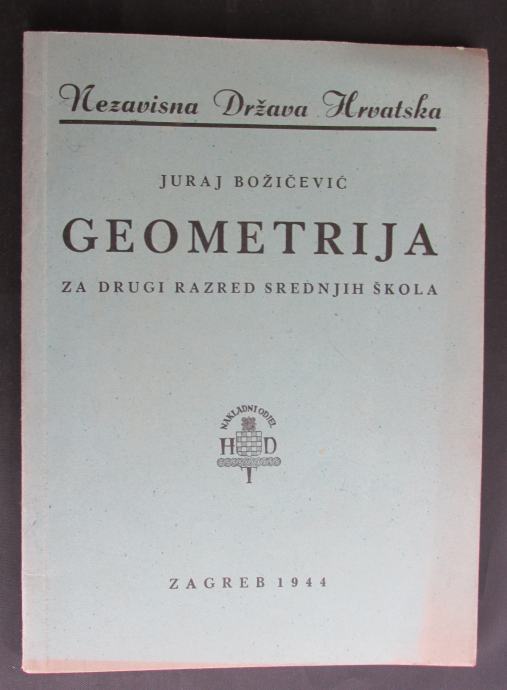 Nezavisna Država Hrvatska
JURAJ BOŽIČEVIĆ
GEOMETRIJA
ZA DRUGI RAZRED SREDNJIH ŠKOLA
NAKLADNI ODJEL
H D
T
ZAGREB 1944